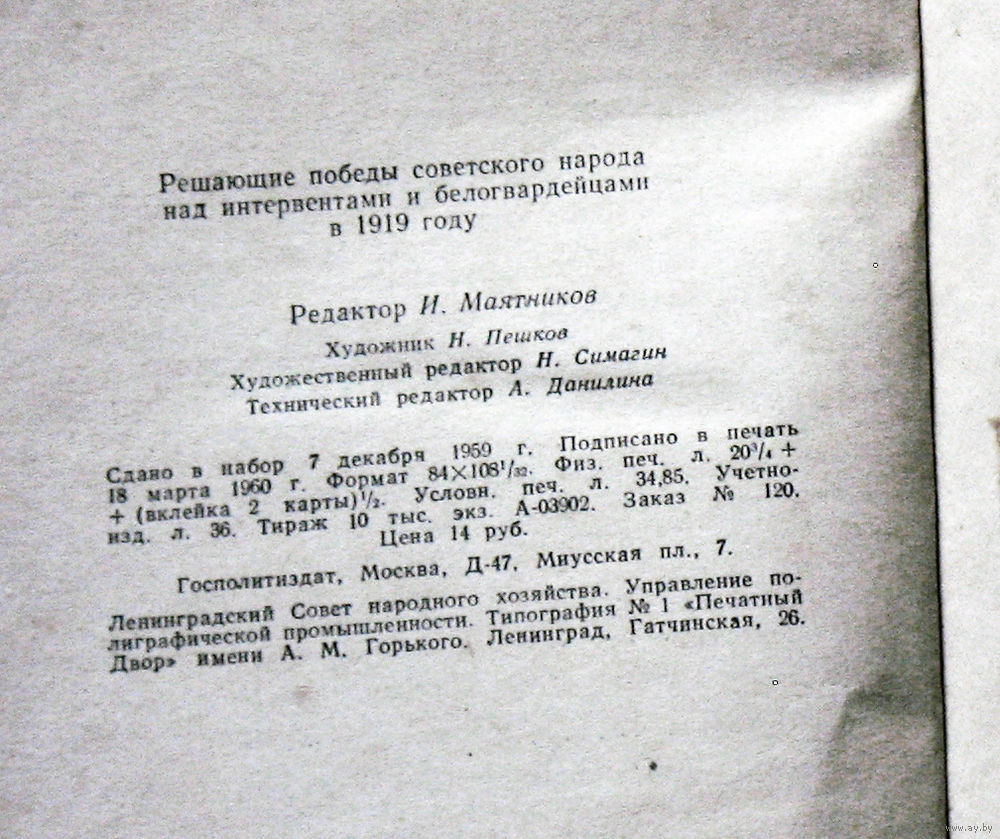 Решающие победы советского народа
над интервентами и белогвардейцами
в 1919 году
Редактор И. Маятников
Художник Н. Пешков
Художественный редактор Н. Симагин
Технический редактор А. Данилина
Сдано в набор 7 декабря 1959 г. Подписано в печать
18 марта 1960 г. Формат 84×108¹/₃₂. Физ. печ. л. 20³/₄ +
+ (вклейка 2 карты)¹/₂. Условн. печ. л. 34,85. Учетно-
изд. л. 36. Тираж 10 тыс. экз. А-03902. Заказ № 120.
Цена 14 руб.
Госполитиздат, Москва, Д-47, Миусская пл., 7.
Ленинградский Совет народного хозяйства. Управление по-
лиграфической промышленности. Типография № 1 «Печатный
Двор» имени А. М. Горького. Ленинград, Гатчинская, 26.
www.ay.by